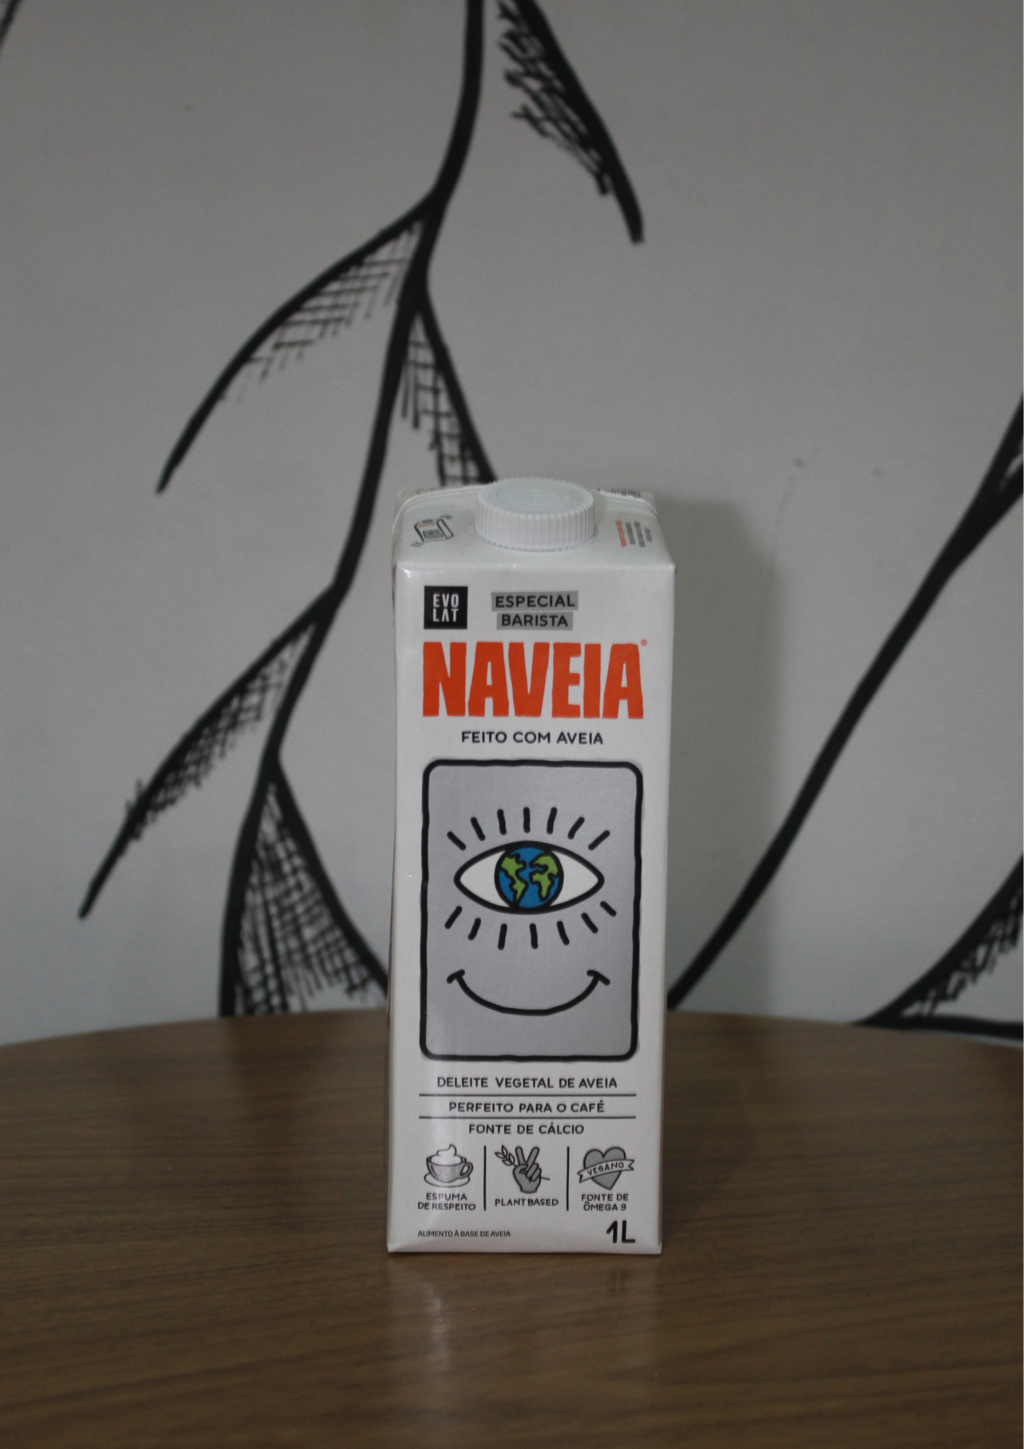 EVO
LAT
ESPECIAL
BARISTA
NAVEIA
FEITO COM AVEIA
DELEITE VEGETAL DE AVEIA
PERFEITO PARA O CAFÉ
FONTE DE CÁLCIO
ESPUMA
DE RESPEITO
PLANT BASED
VEGANO
FONTE DE
ÔMEGA 9
ALIMENTO À BASE DE AVEIA
1L